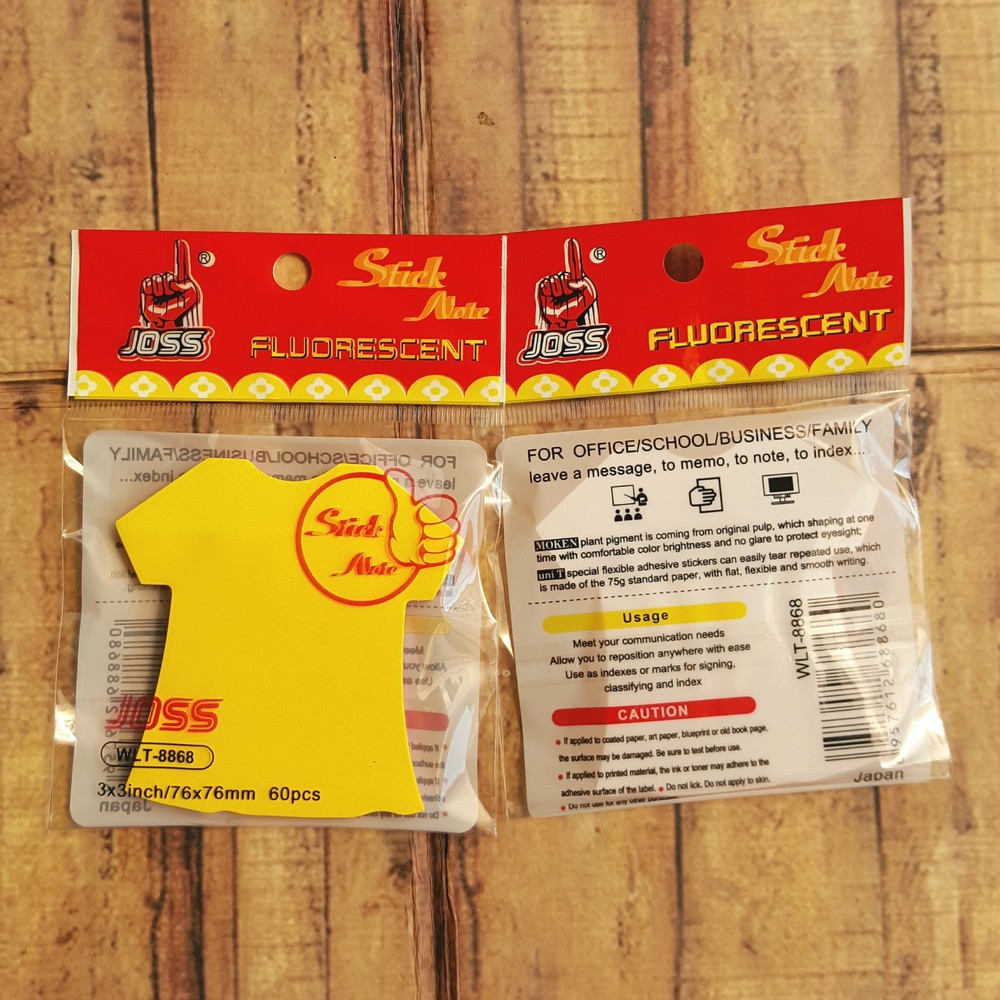 JOSS
®
Stick
Note
FLUORESCENT
Stick
Note
JOSS
WLT-8868
3x3inch/76x76mm 60pcs
JOSS
®
Stick
Note
FLUORESCENT
FOR OFFICE/SCHOOL/BUSINESS/FAMILY
leave a message, to memo, to note, to index...
MOKEN plant pigment is coming from original pulp, which shaping at one
time with comfortable color brightness and no glare to protect eyesight;
uni T special flexible adhesive stickers can easily tear repeated use, which
is made of the 75g standard paper, with flat, flexible and smooth writing.
Usage
Meet your communication needs
Allow you to reposition anywhere with ease
Use as indexes or marks for signing,
classifying and index
CAUTION
• If applied to coated paper, art paper, blueprint or old book page,
the surface may be damaged. Be sure to test before use.
• If applied to printed material, the ink or toner may adhere to the
adhesive surface of the label. • Do not lick. Do not apply to skin.
• Do not use for any other
WLT-8868
Japan